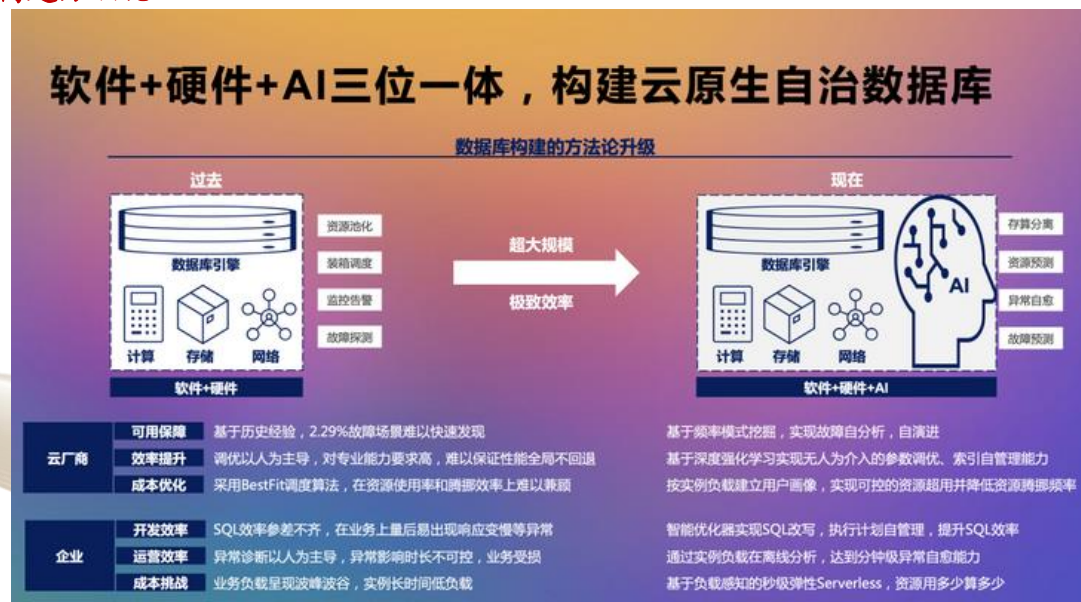 软件+硬件+AI三位一体，构建云原生自治数据库
数据库构建的方法论升级
过去
数据库引擎
计算 存储 网络
软件+硬件
资源池化
装箱调度
监控告警
故障探测
超大规模
极致效率
现在
数据库引擎
AI
计算 存储 网络
软件+硬件+AI
存算分离
资源预测
异常自愈
故障预测
云厂商
可用保障 基于历史经验，2.29%故障场景难以快速发现 基于频率模式挖掘，实现故障自分析，自演进
效率提升 调优以人为主导，对专业能力要求高，难以保证性能全局不回退 基于深度强化学习实现无人为介入的参数调优、索引自管理能力
成本优化 采用BestFit调度算法，在资源使用率和腾挪效率上难以兼顾 按实例负载建立用户画像，实现可控的资源超用并降低资源腾挪频率
企业
开发效率 SQL效率参差不齐，在业务上量后易出现响应变慢等异常 智能优化器实现SQL改写，执行计划自管理，提升SQL效率
运营效率 异常诊断以人为主导，异常影响时长不可控，业务受损 通过实例负载在离线分析，达到分钟级异常自愈能力
成本挑战 业务负载呈现波峰波谷，实例长时间低负载 基于负载感知的秒级弹性Serverless，资源用多少算多少